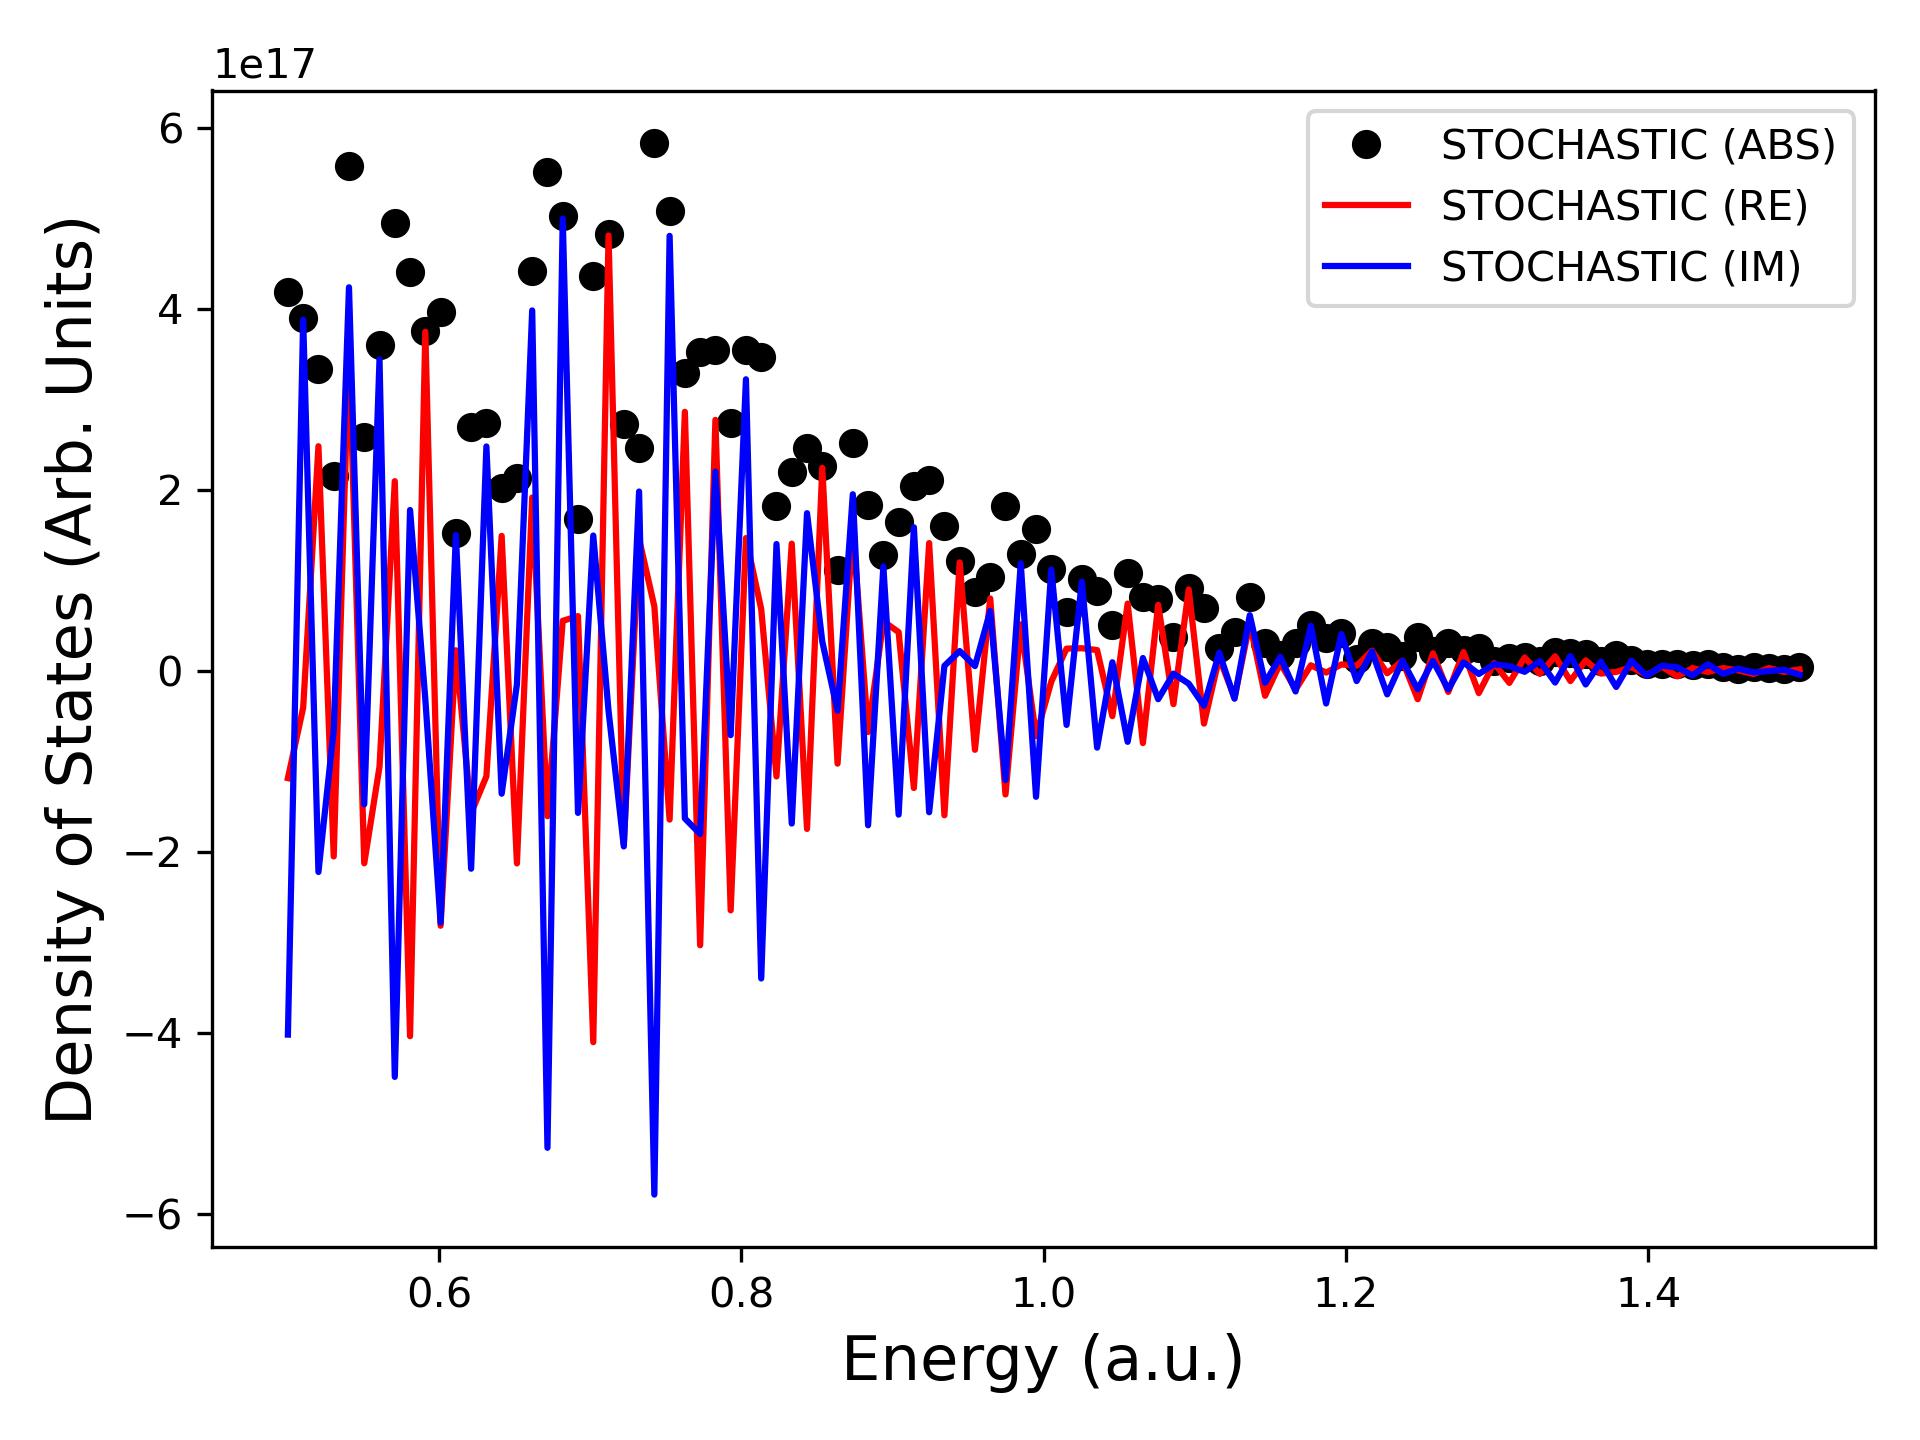 1e17
6
4
2
0
−2
−4
−6
Density of States (Arb. Units)
STOCHASTIC (ABS)
STOCHASTIC (RE)
STOCHASTIC (IM)
0.6 0.8 1.0 1.2 1.4
Energy (a.u.)